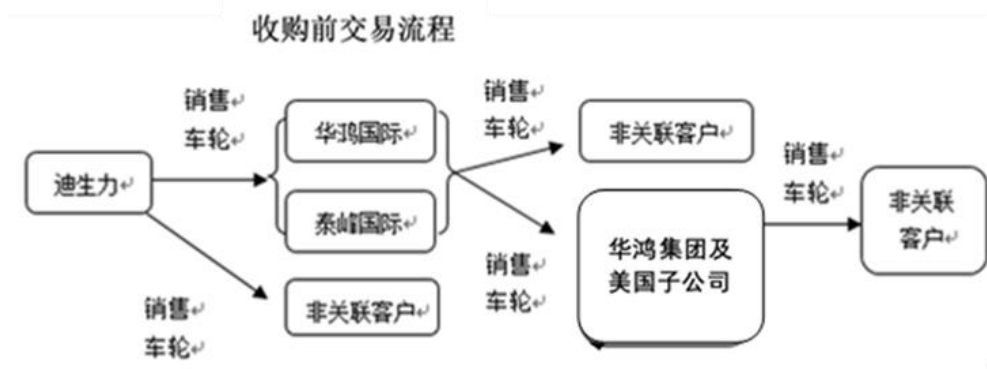 收购前交易流程
销售
车轮
华鸿国际
泰峰国际
迪生力
销售
车轮
非关联客户
销售
车轮
非关联客户
华鸿集团及
美国子公司
销售
车轮
非关联
客户
销售
车轮